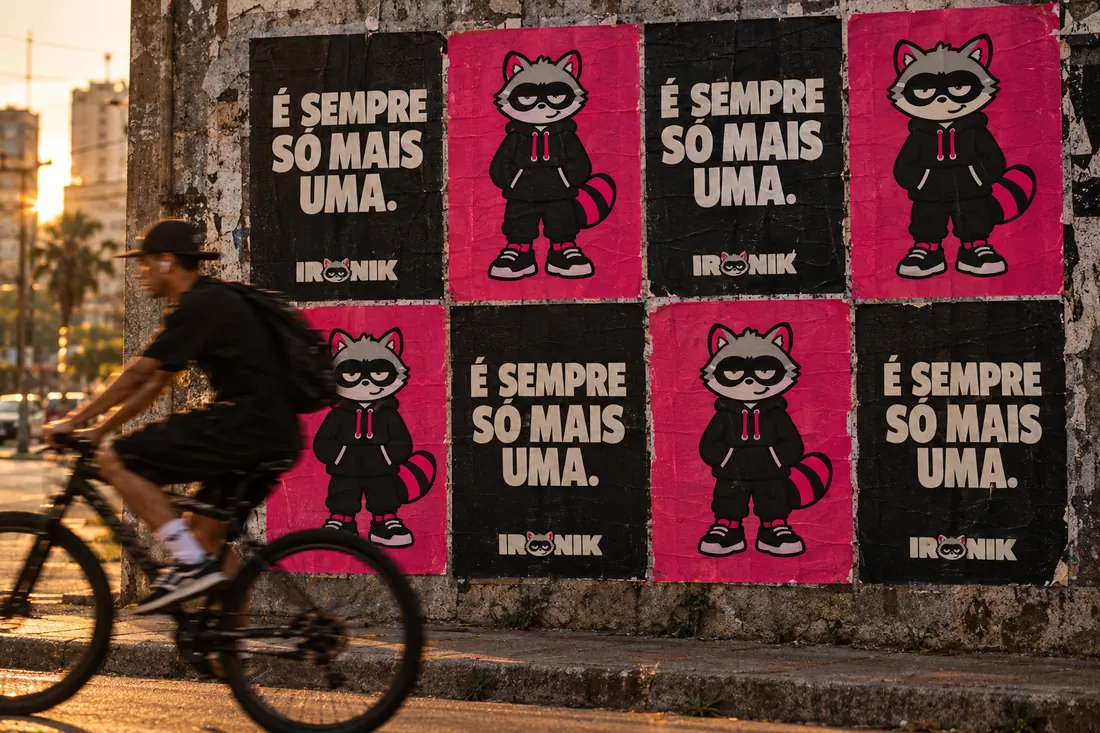 É SEMPRE
SÓ MAIS
UMA.
IRONIK
É SEMPRE
SÓ MAIS
UMA.
IRONIK
É SEMPRE
SÓ MAIS
UMA.
IRONIK
É SEMPRE
SÓ MAIS
UMA.
IRONIK